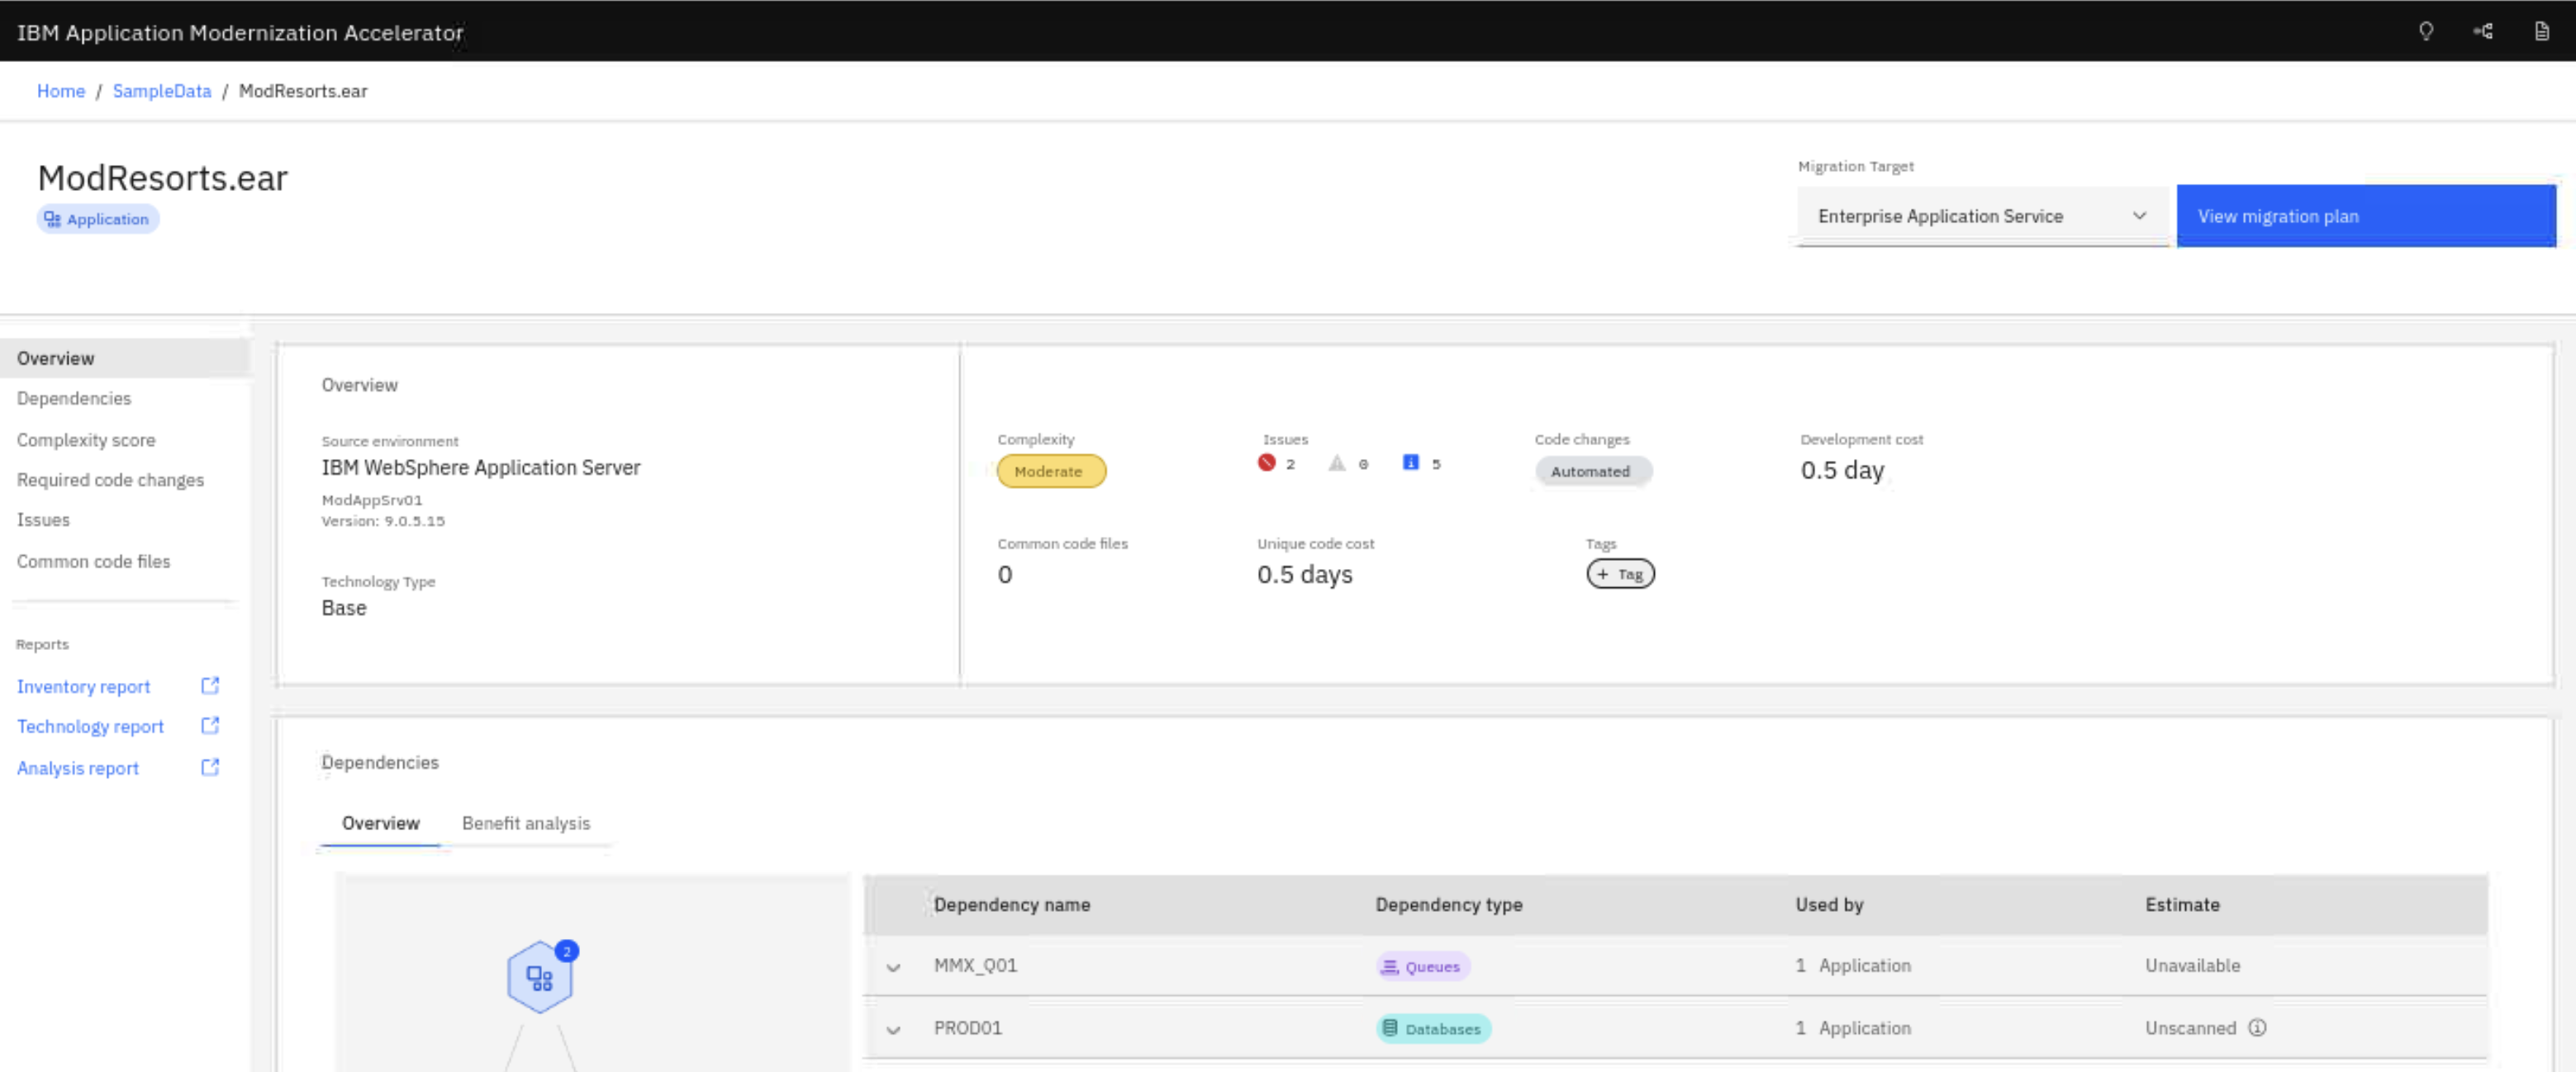 IBM Application Modernization Accelerator
Home / SampleData / ModResorts.ear
ModResorts.ear
Application
Migration Target
Enterprise Application Service
View migration plan
Overview
Dependencies
Complexity score
Required code changes
Issues
Common code files
Reports
Inventory report
Technology report
Analysis report
Overview
Source environment
IBM WebSphere Application Server
ModAppSrv01
Version: 9.0.5.15
Technology Type
Base
Complexity
Moderate
Issues
2 0 5
Code changes
Automated
Development cost
0.5 day
Common code files
0
Unique code cost
0.5 days
Tags
+ Tag
Dependencies
Overview Benefit analysis
2
Dependency name Dependency type Used by Estimate
MMX_Q01 Queues 1 Application Unavailable
PROD01 Databases 1 Application Unscanned